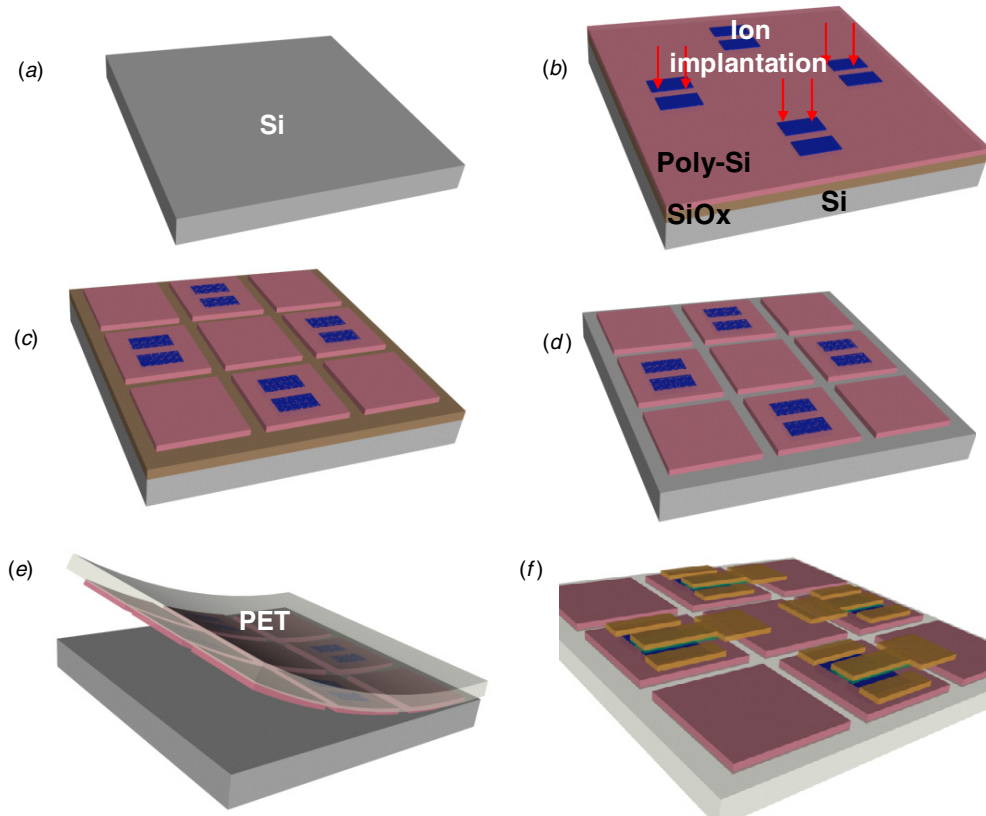 (a)
Si
(b)
Ion
implantation
Poly-Si
SiOx
Si
(c)
(d)
(e)
PET
(f)